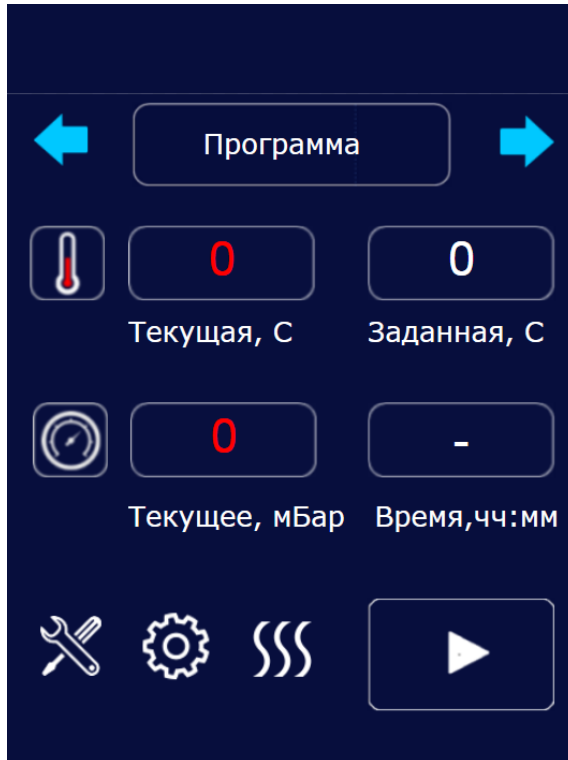 Программа
0 0
Текущая, С Заданная, С
0 -
Текущее, мБар Время,чч:мм